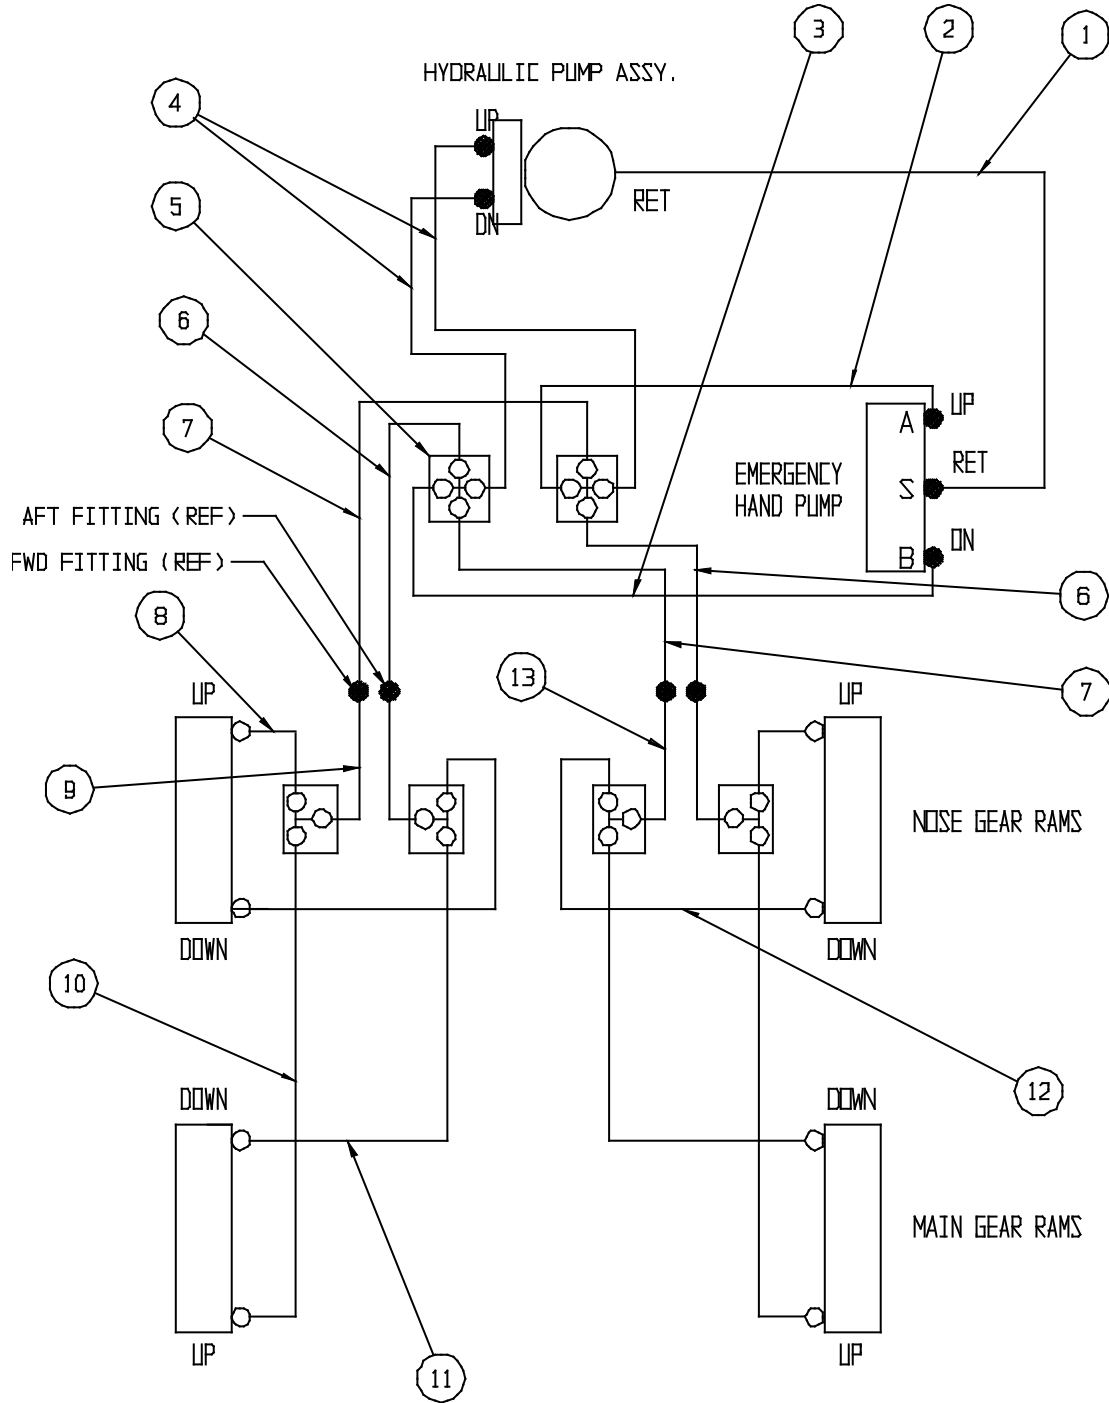 3
2
1
HYDRAULIC PUMP ASSY.
4
UP
5
RET
DN
6
UP
A
7
RET
EMERGENCY
HAND PUMP
S
AFT FITTING (REF)
DN
FWD FITTING (REF)
B
6
8
13
UP
UP
7
9
NOSE GEAR RAMS
DOWN
DOWN
10
DOWN
DOWN
12
MAIN GEAR RAMS
UP
UP
11